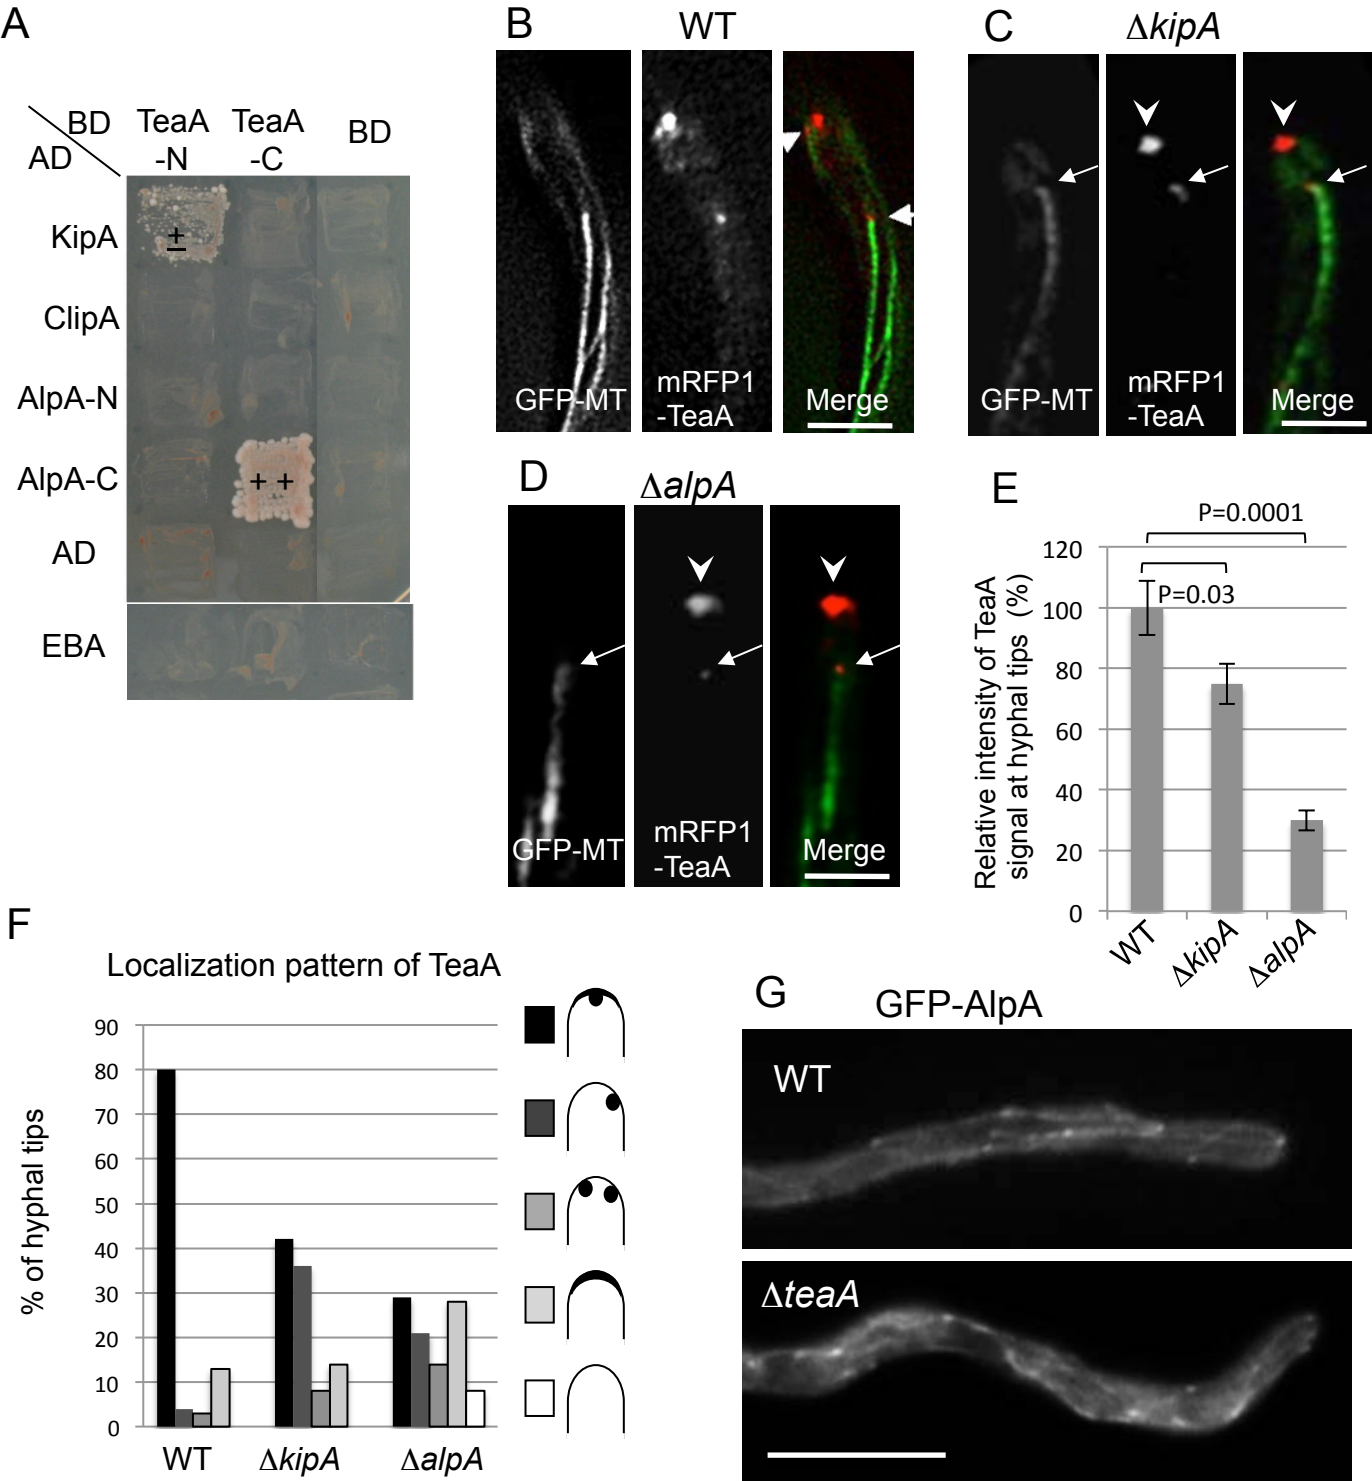 A
BD TeaA TeaA BD
AD -N -C
KipA
±
ClipA
AlpA-N
AlpA-C
+ +
AD
EBA
B
WT
GFP-MT
mRFP1
-TeaA
Merge
C
ΔkipA
GFP-MT
mRFP1
-TeaA
Merge
D
ΔalpA
GFP-MT
mRFP1
-TeaA
Merge
E
P=0.0001
P=0.03
Relative intensity of TeaA
signal at hyphal tips (%)
120
100
80
60
40
20
0
WT
ΔkipA
ΔalpA
F
Localization pattern of TeaA
% of hyphal tips
90
80
70
60
50
40
30
20
10
0
WT
ΔkipA
ΔalpA
G
GFP-AlpA
WT
ΔteaA